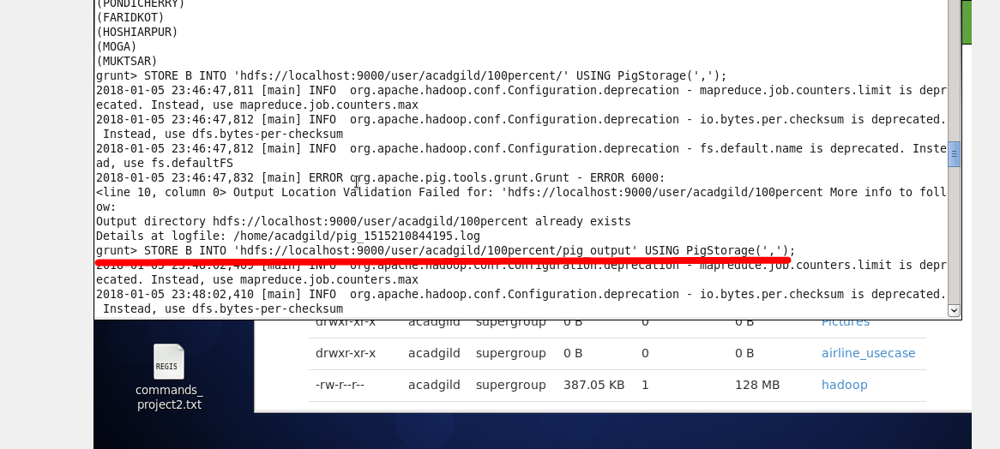 (PONDICHERRY)
(FARIDKOT)
(HOSHIARPUR)
(MOGA)
(MUKTSAR)
grunt> STORE B INTO 'hdfs://localhost:9000/user/acadgild/100percent/' USING PigStorage(',');
2018-01-05 23:46:47,811 [main] INFO  org.apache.hadoop.conf.Configuration.deprecation - mapreduce.job.counters.limit is depr
ecated. Instead, use mapreduce.job.counters.max
2018-01-05 23:46:47,812 [main] INFO  org.apache.hadoop.conf.Configuration.deprecation - io.bytes.per.checksum is deprecated.
 Instead, use dfs.bytes-per-checksum
2018-01-05 23:46:47,812 [main] INFO  org.apache.hadoop.conf.Configuration.deprecation - fs.default.name is deprecated. Inste
ad, use fs.defaultFS
2018-01-05 23:46:47,832 [main] ERROR org.apache.pig.tools.grunt.Grunt - ERROR 6000:
<line 10, column 0> Output Location Validation Failed for: 'hdfs://localhost:9000/user/acadgild/100percent More info to foll
ow:
Output directory hdfs://localhost:9000/user/acadgild/100percent already exists
Details at logfile: /home/acadgild/pig_1515210844195.log
grunt> STORE B INTO 'hdfs://localhost:9000/user/acadgild/100percent/pig_output' USING PigStorage(',');
2018-01-05 23:48:02,409 [main] INFO  org.apache.hadoop.conf.Configuration.deprecation - mapreduce.job.counters.limit is depr
ecated. Instead, use mapreduce.job.counters.max
2018-01-05 23:48:02,410 [main] INFO  org.apache.hadoop.conf.Configuration.deprecation - io.bytes.per.checksum is deprecated.
 Instead, use dfs.bytes-per-checksum
drwxr-xr-x acadgild supergroup 0 B 0 0 B Pictures
drwxr-xr-x acadgild supergroup 0 B 0 0 B airline_usecase
-rw-r--r-- acadgild supergroup 387.05 KB 1 128 MB hadoop
REGIS
commands_
project2.txt